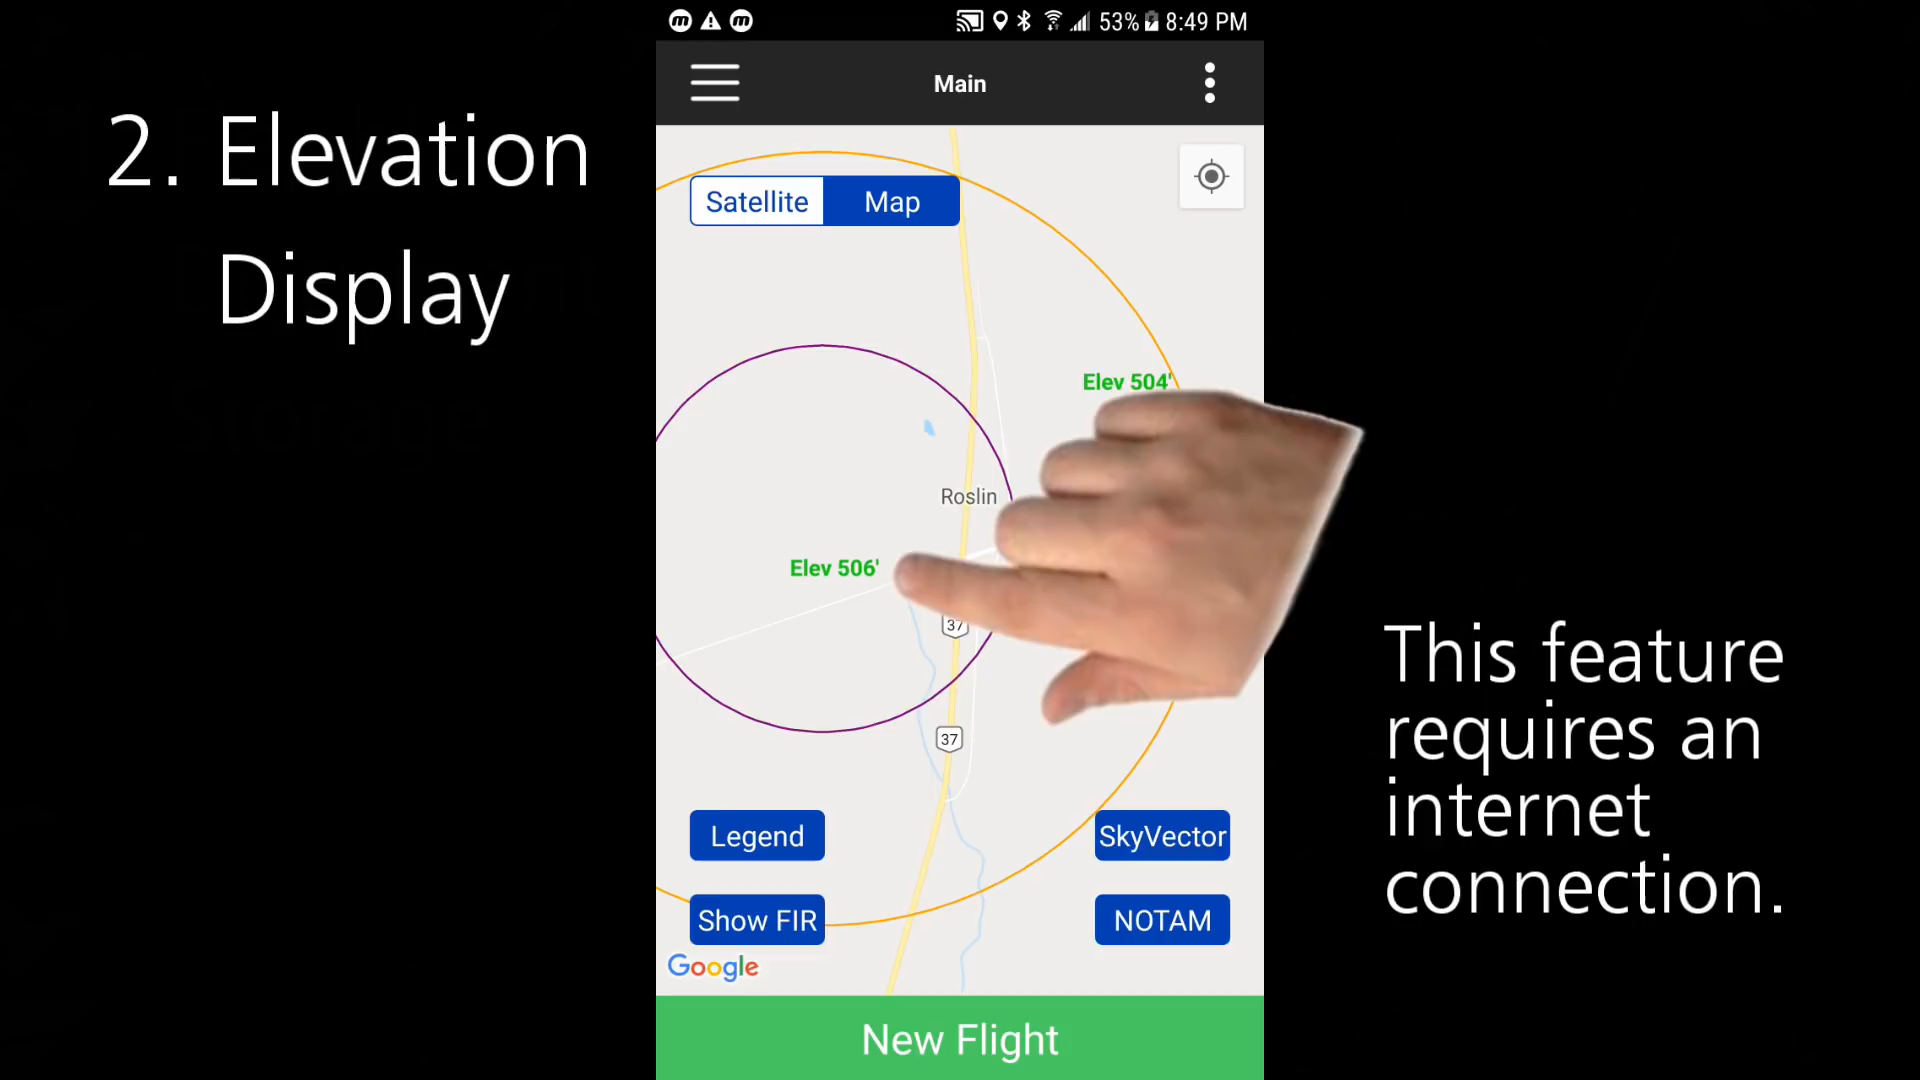 53% 8:49 PM
Main
2. Elevation
Display
Satellite
Map
Elev 504'
Roslin
Elev 506'
37
37
This feature
requires an
internet
connection.
Legend
SkyVector
Show FIR
NOTAM
Google
New Flight